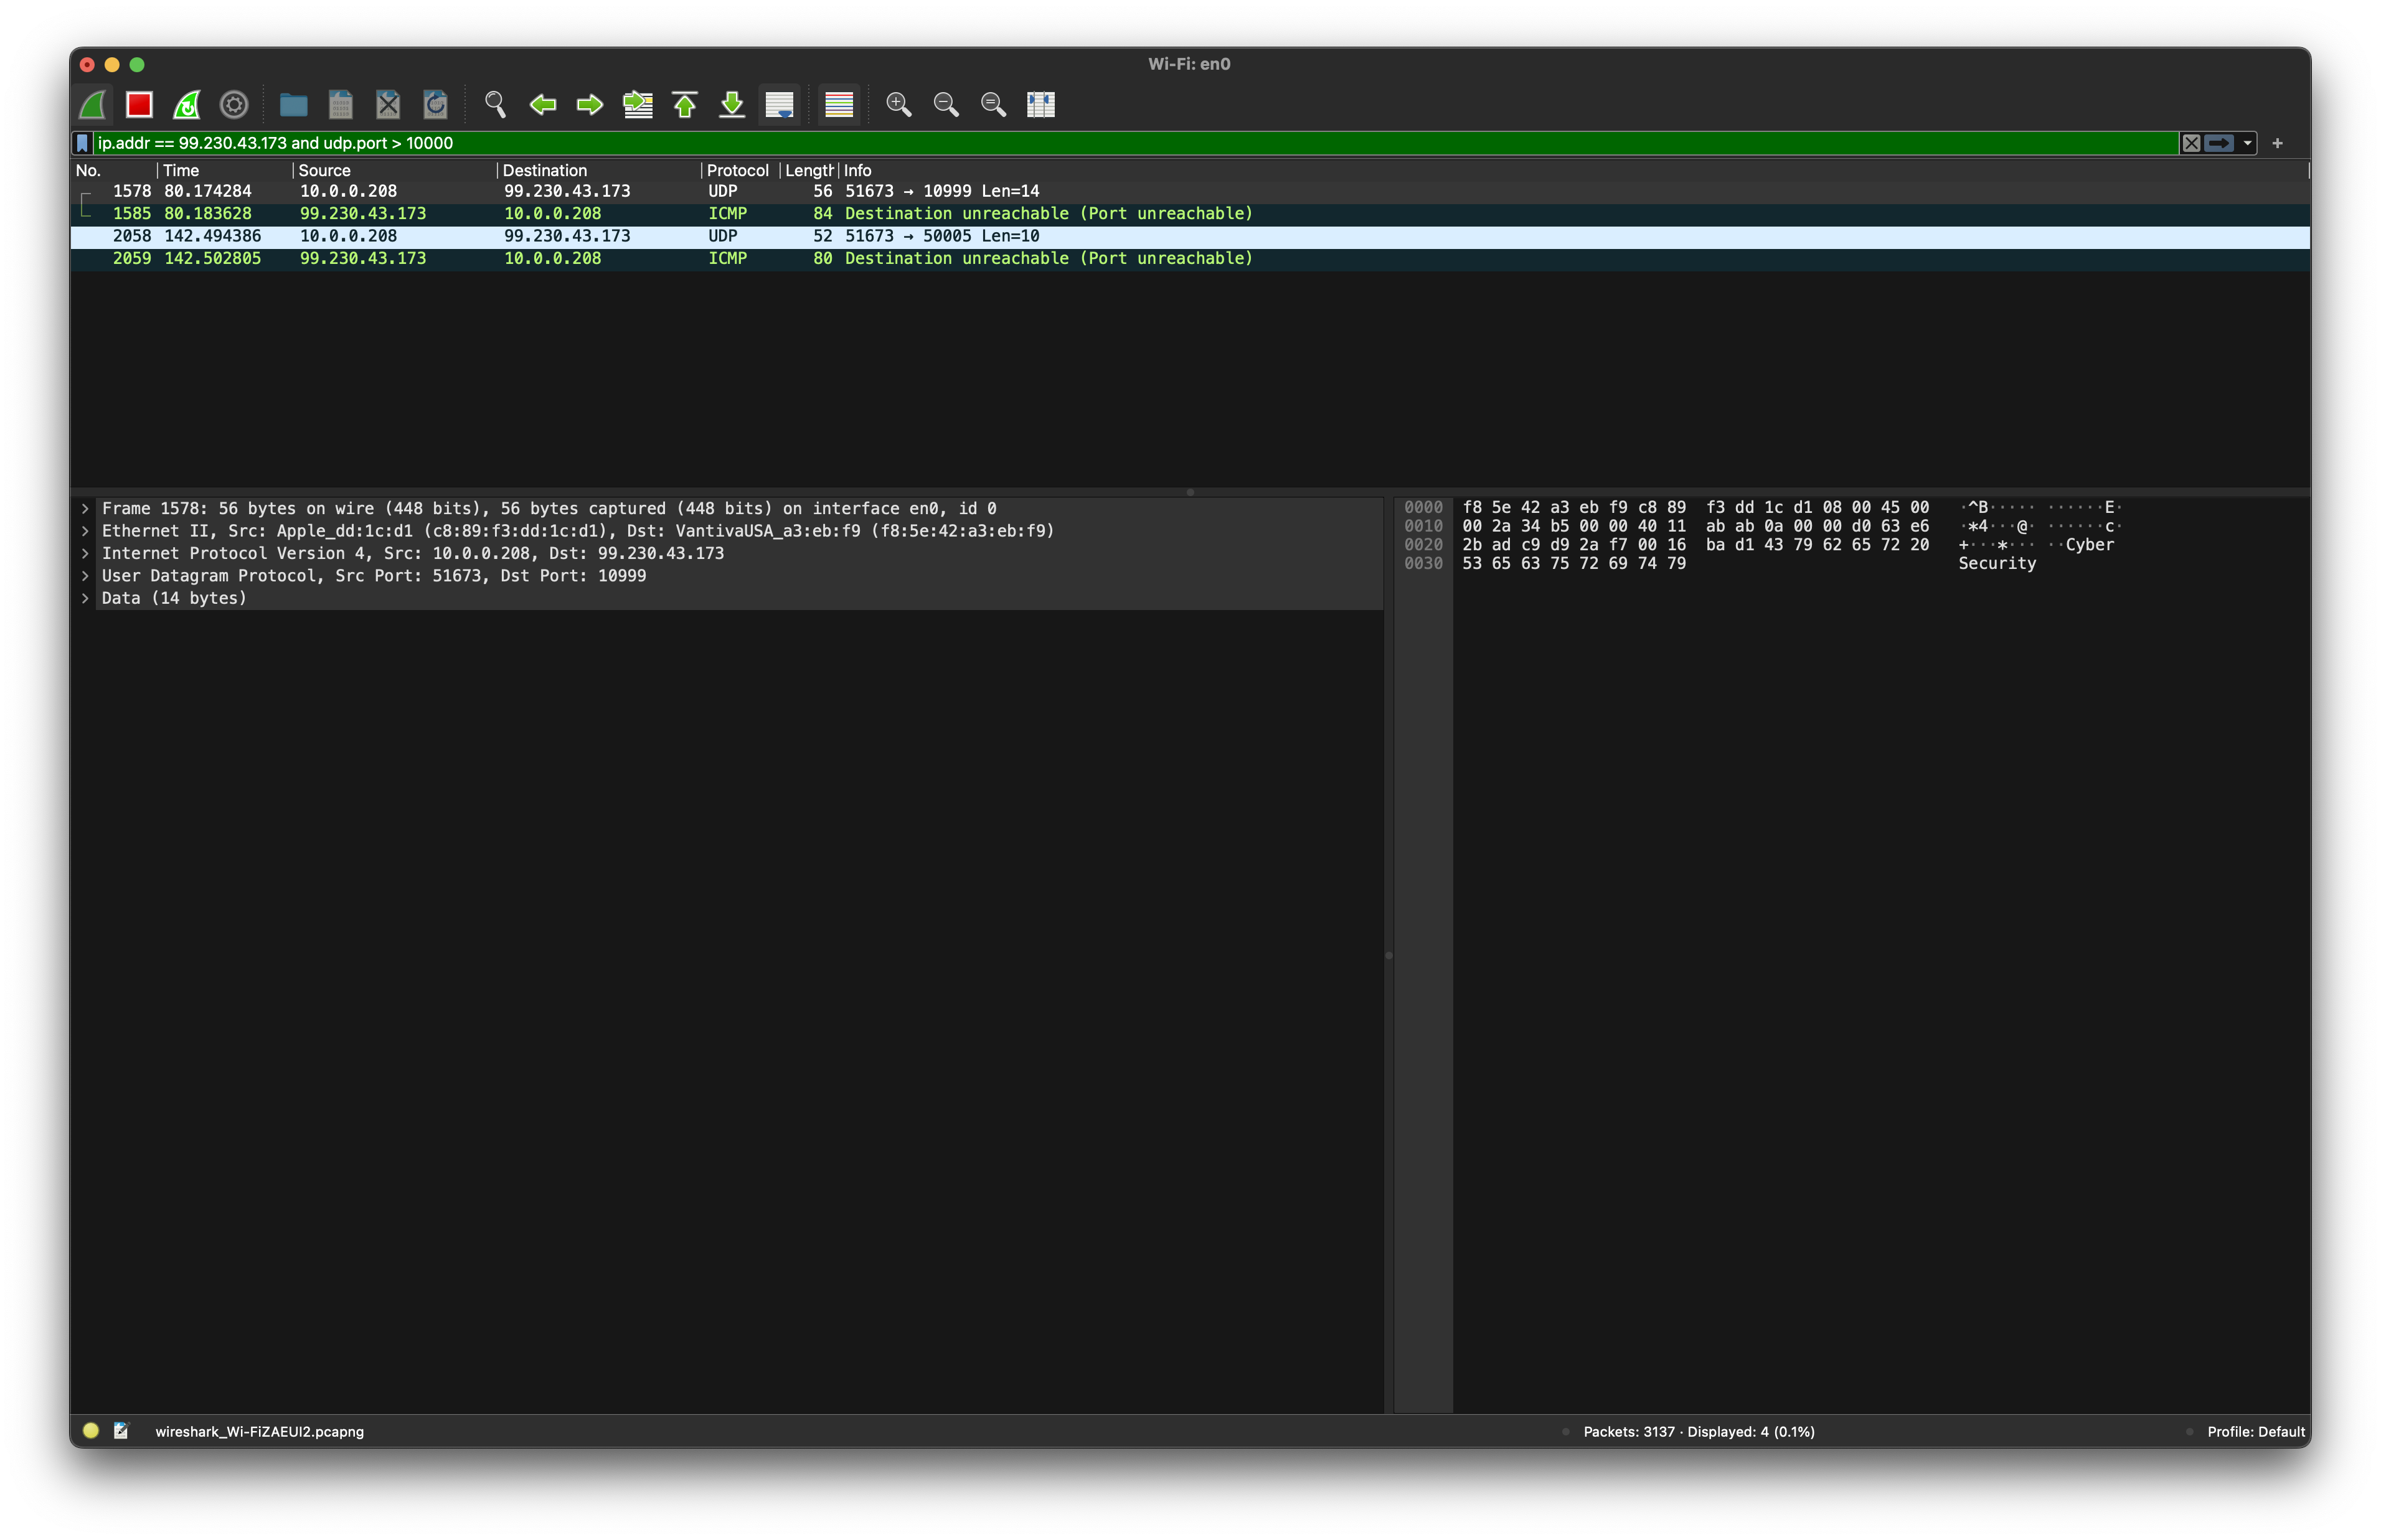 Wi-Fi: en0
ip.addr == 99.230.43.173 and udp.port > 10000
No. Time Source Destination Protocol Length Info
1578 80.174284 10.0.0.208 99.230.43.173 UDP 56 51673 → 10999 Len=14
1585 80.183628 99.230.43.173 10.0.0.208 ICMP 84 Destination unreachable (Port unreachable)
2058 142.494386 10.0.0.208 99.230.43.173 UDP 52 51673 → 50005 Len=10
2059 142.502805 99.230.43.173 10.0.0.208 ICMP 80 Destination unreachable (Port unreachable)
Frame 1578: 56 bytes on wire (448 bits), 56 bytes captured (448 bits) on interface en0, id 0
Ethernet II, Src: Apple_dd:1c:d1 (c8:89:f3:dd:1c:d1), Dst: VantivaUSA_a3:eb:f9 (f8:5e:42:a3:eb:f9)
Internet Protocol Version 4, Src: 10.0.0.208, Dst: 99.230.43.173
User Datagram Protocol, Src Port: 51673, Dst Port: 10999
Data (14 bytes)
0000 f8 5e 42 a3 eb f9 c8 89 f3 dd 1c d1 08 00 45 00 ·^B····· ······E·
0010 00 2a 34 b5 00 00 40 11 ab ab 0a 00 00 d0 63 e6 ·*4···@· ······c·
0020 2b ad c9 d9 2a f7 00 16 ba d1 43 79 62 65 72 20 +···*··· ··Cyber
0030 53 65 63 75 72 69 74 79 Security
wireshark_Wi-FiZAEUI2.pcapng
Packets: 3137 · Displayed: 4 (0.1%)
Profile: Default